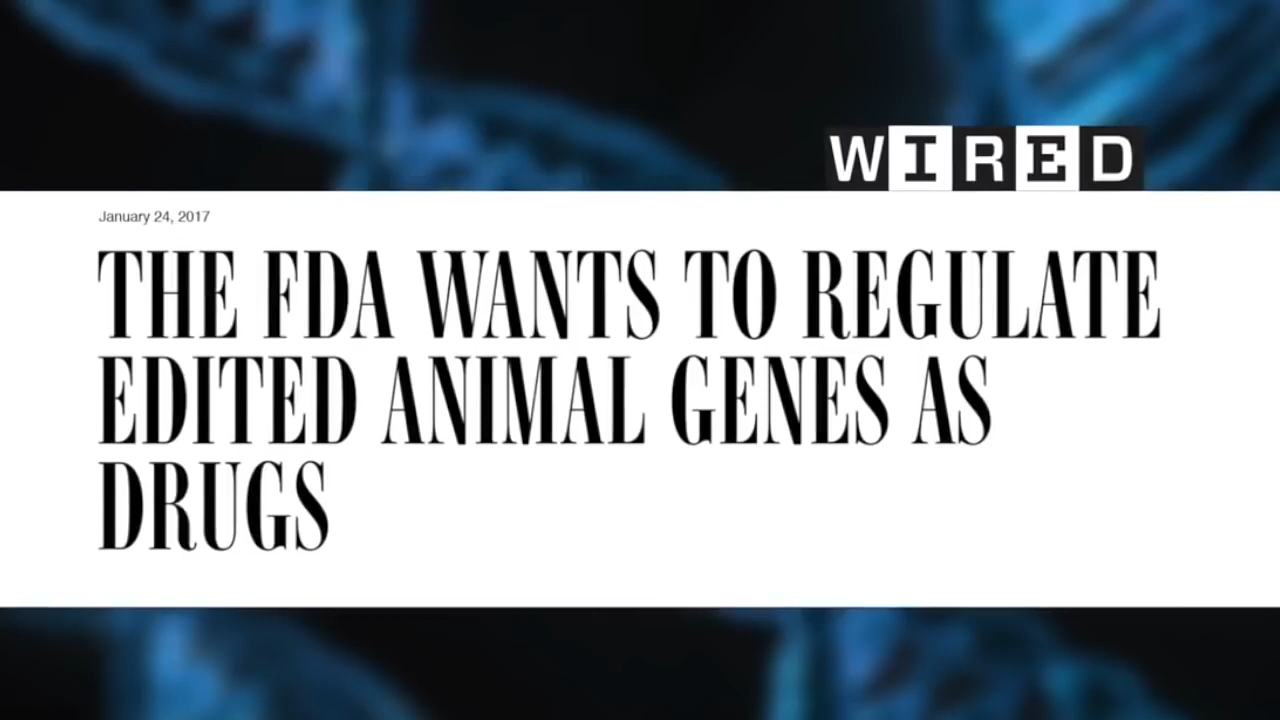 WIRED
January 24, 2017
THE FDA WANTS TO REGULATE
EDITED ANIMAL GENES AS
DRUGS